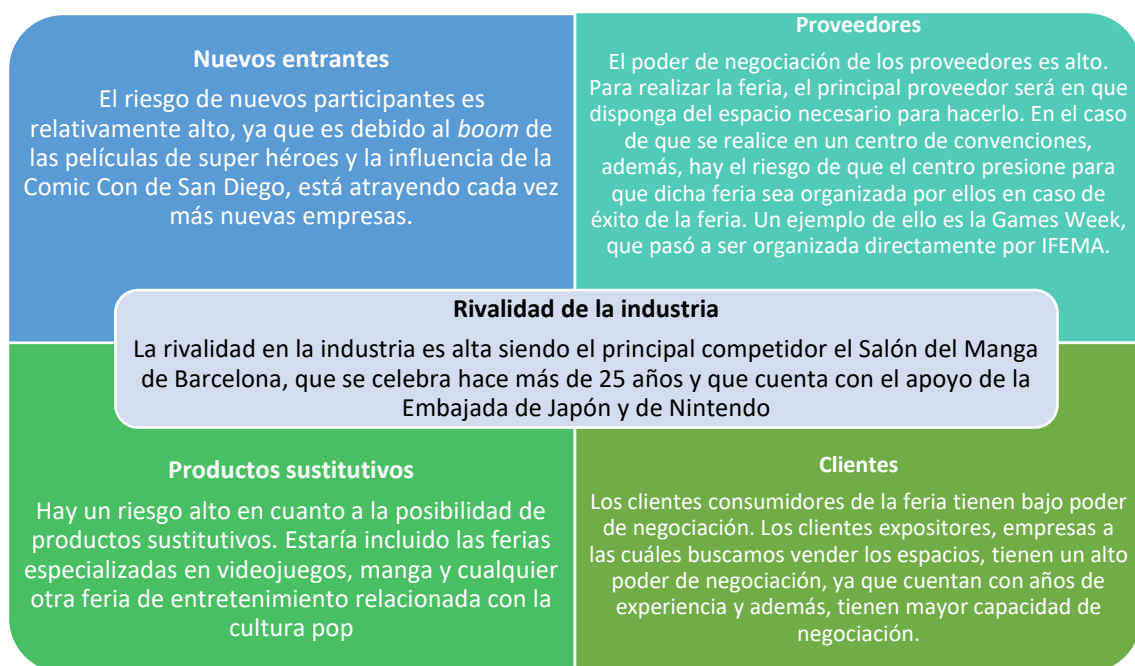 Nuevos entrantes
El riesgo de nuevos participantes es
relativamente alto, ya que es debido al boom de
las películas de super héroes y la influencia de la
Comic Con de San Diego, está atrayendo cada vez
más nuevas empresas.
Proveedores
El poder de negociación de los proveedores es alto.
Para realizar la feria, el principal proveedor será en que
disponga del espacio necesario para hacerlo. En el caso
de que se realice en un centro de convenciones,
además, hay el riesgo de que el centro presione para
que dicha feria sea organizada por ellos en caso de
éxito de la feria. Un ejemplo de ello es la Games Week,
que pasó a ser organizada directamente por IFEMA.
Rivalidad de la industria
La rivalidad en la industria es alta siendo el principal competidor el Salón del Manga
de Barcelona, que se celebra hace más de 25 años y que cuenta con el apoyo de la
Embajada de Japón y de Nintendo
Productos sustitutivos
Hay un riesgo alto en cuanto a la posibilidad de
productos sustitutivos. Estaría incluido las ferias
especializadas en videojuegos, manga y cualquier
otra feria de entretenimiento relacionada con la
cultura pop
Clientes
Los clientes consumidores de la feria tienen bajo poder
de negociación. Los clientes expositores, empresas a
las cuáles buscamos vender los espacios, tienen un alto
poder de negociación, ya que cuentan con años de
experiencia y además, tienen mayor capacidad de
negociación.